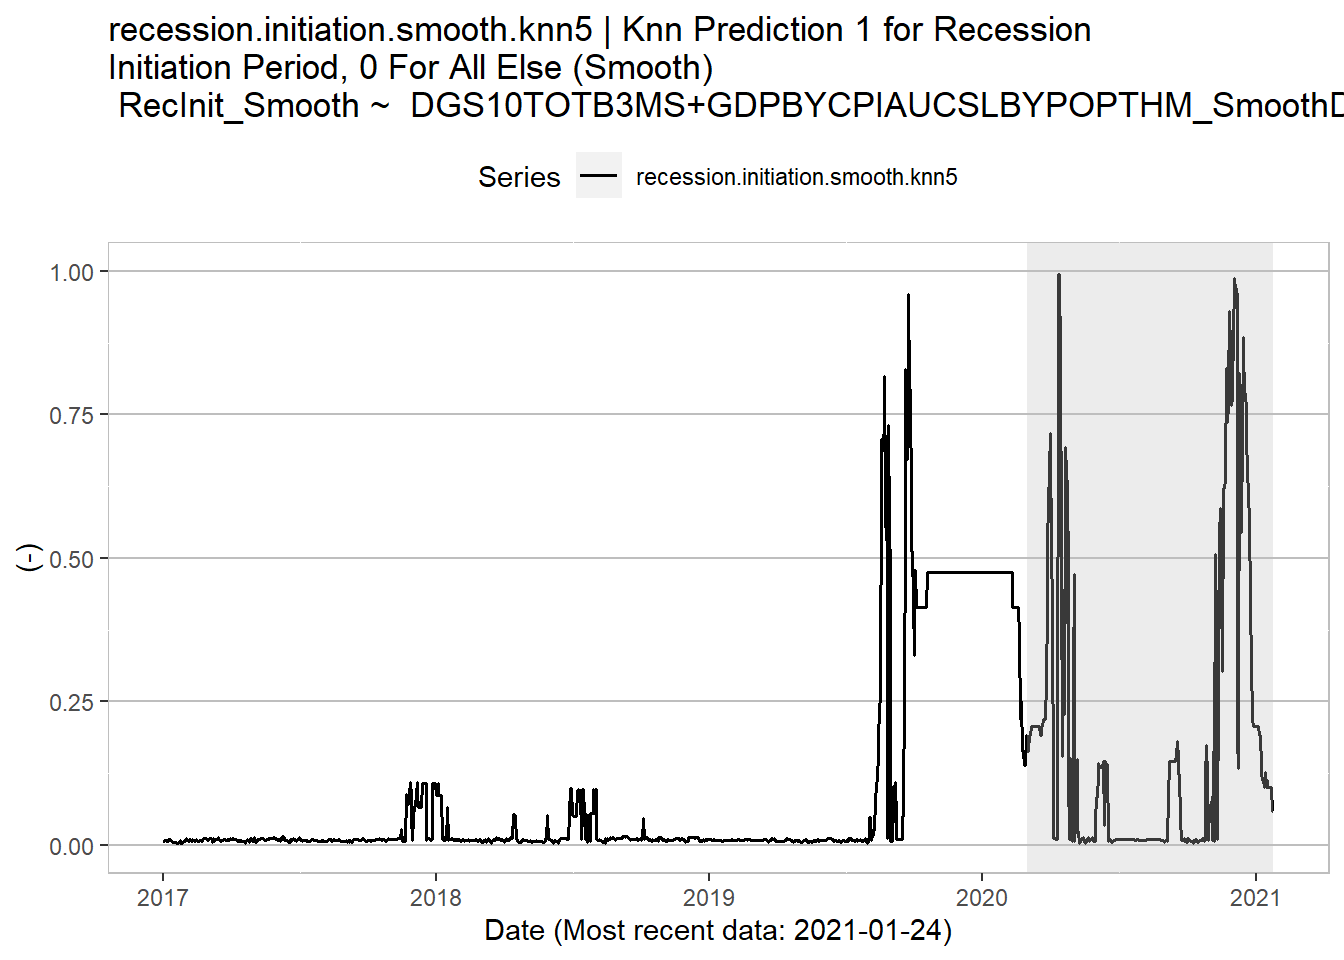 recession.initiation.smooth.knn5 | Knn Prediction 1 for Recession
Initiation Period, 0 For All Else (Smooth)
RecInit_Smooth ~ DGS10TOTB3MS+GDPBYCPIAUCSLBYPOPTHM_SmoothD
Series recession.initiation.smooth.knn5
1.00
0.75
0.50
0.25
0.00
(-)
2017 2018 2019 2020 2021
Date (Most recent data: 2021-01-24)